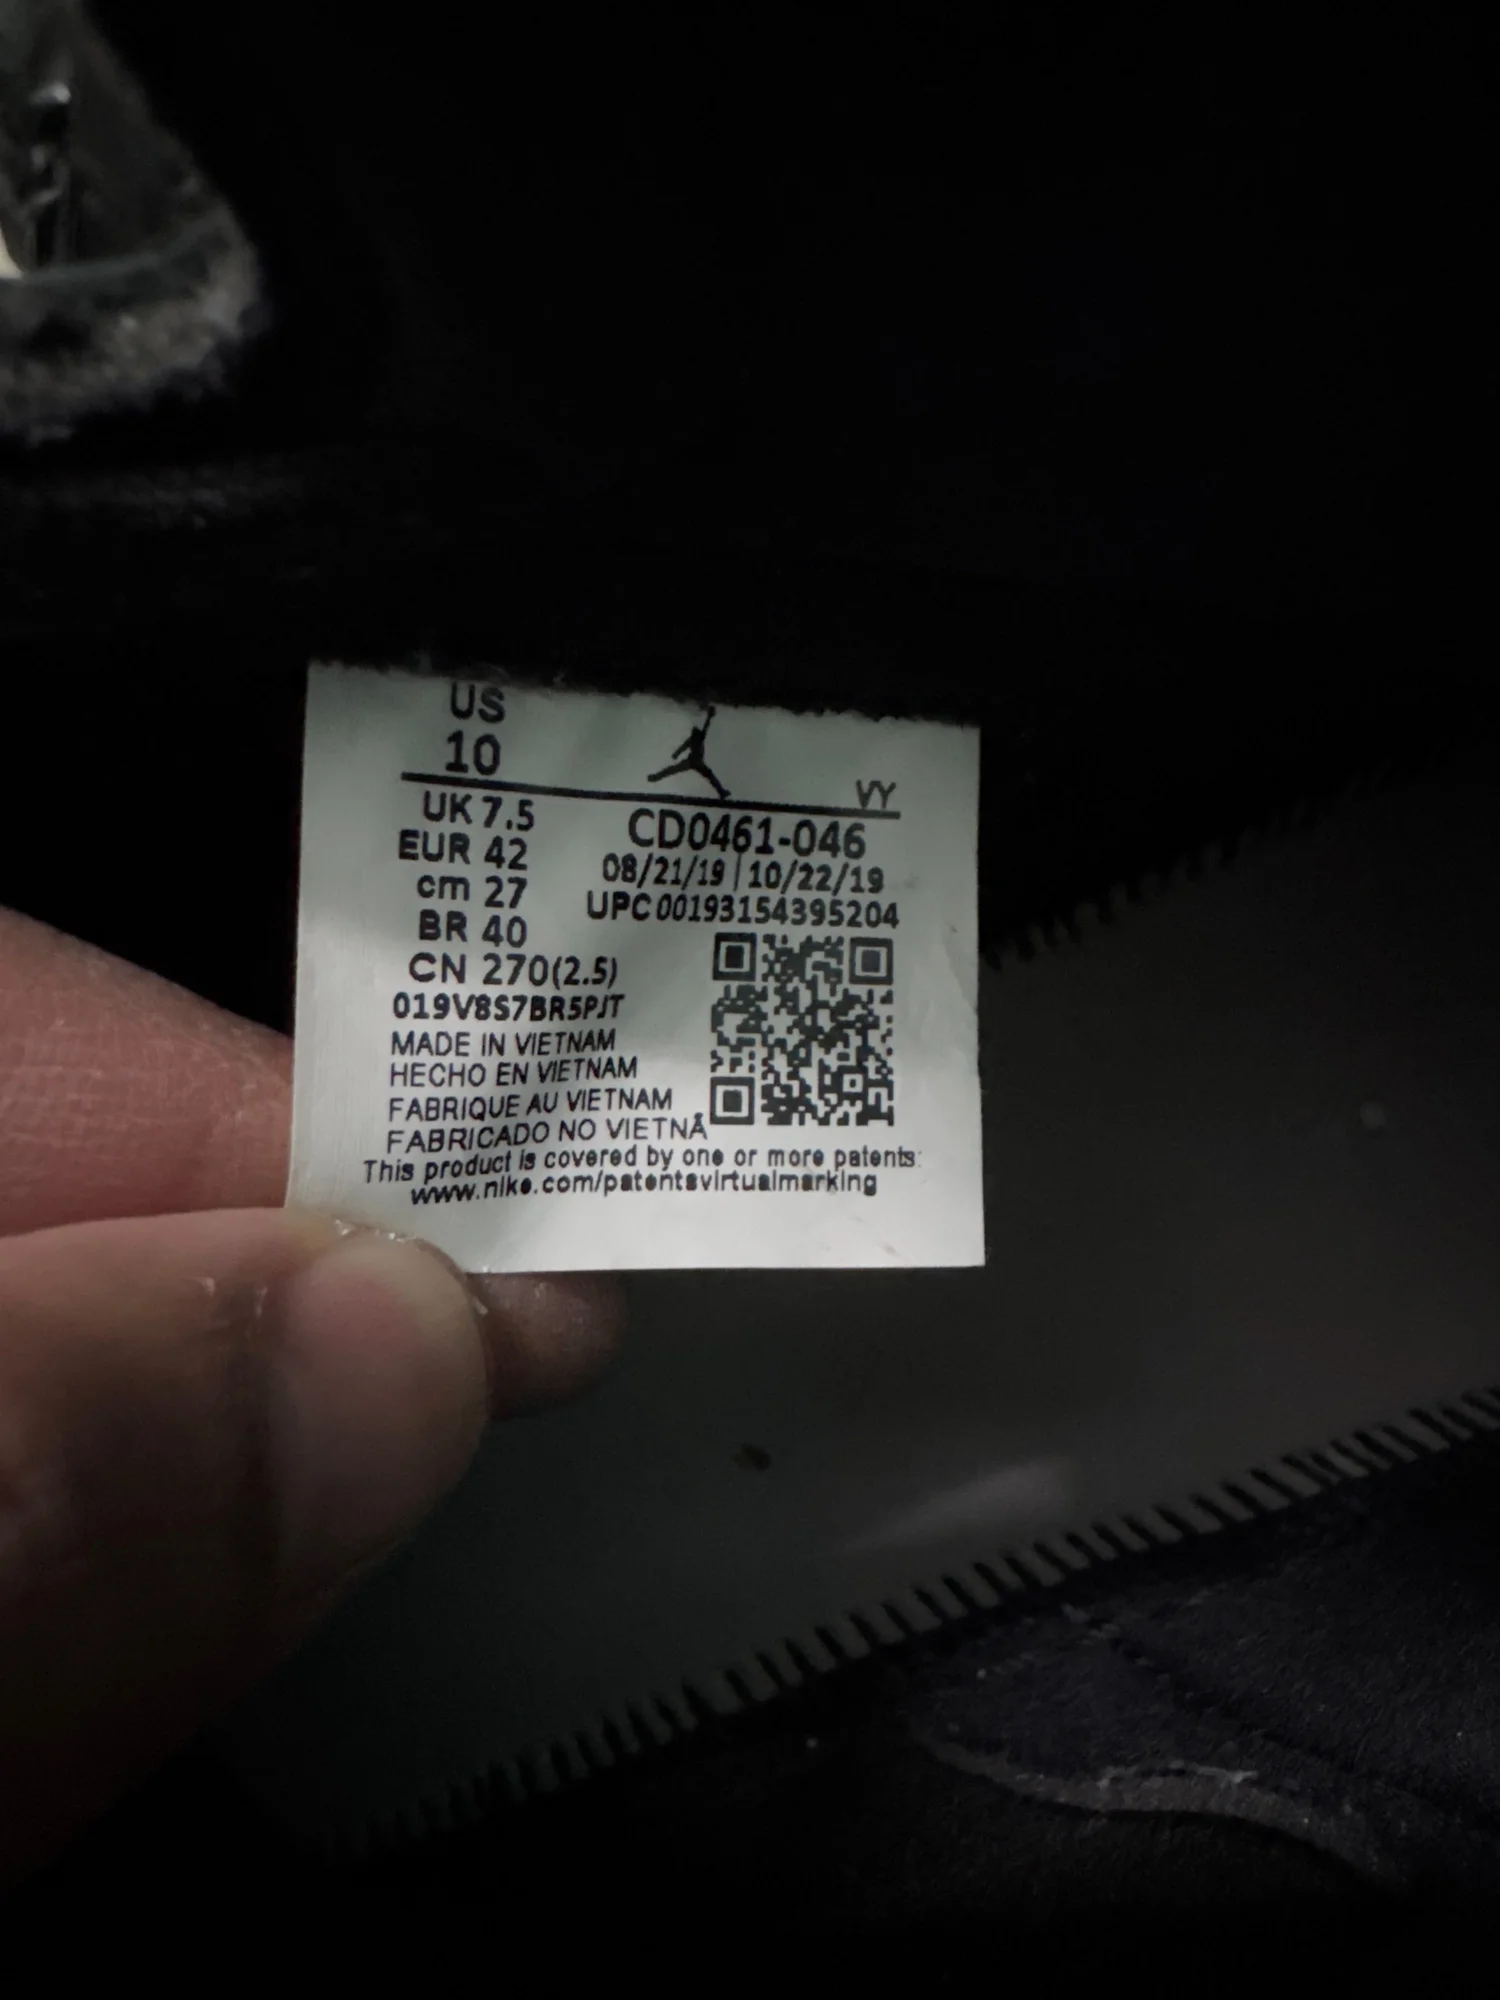 US
10
VY
UK 7.5
EUR 42
cm 27
BR 40
CN 270(2.5)
CD0461-046
08/21/19 | 10/22/19
UPC 00193154395204
019V8S7BR5PJT
MADE IN VIETNAM
HECHO EN VIETNAM
FABRIQUE AU VIETNAM
FABRICADO NO VIETNÃ
This product is covered by one or more patents:
www.nike.com/patentsvirtualmarking